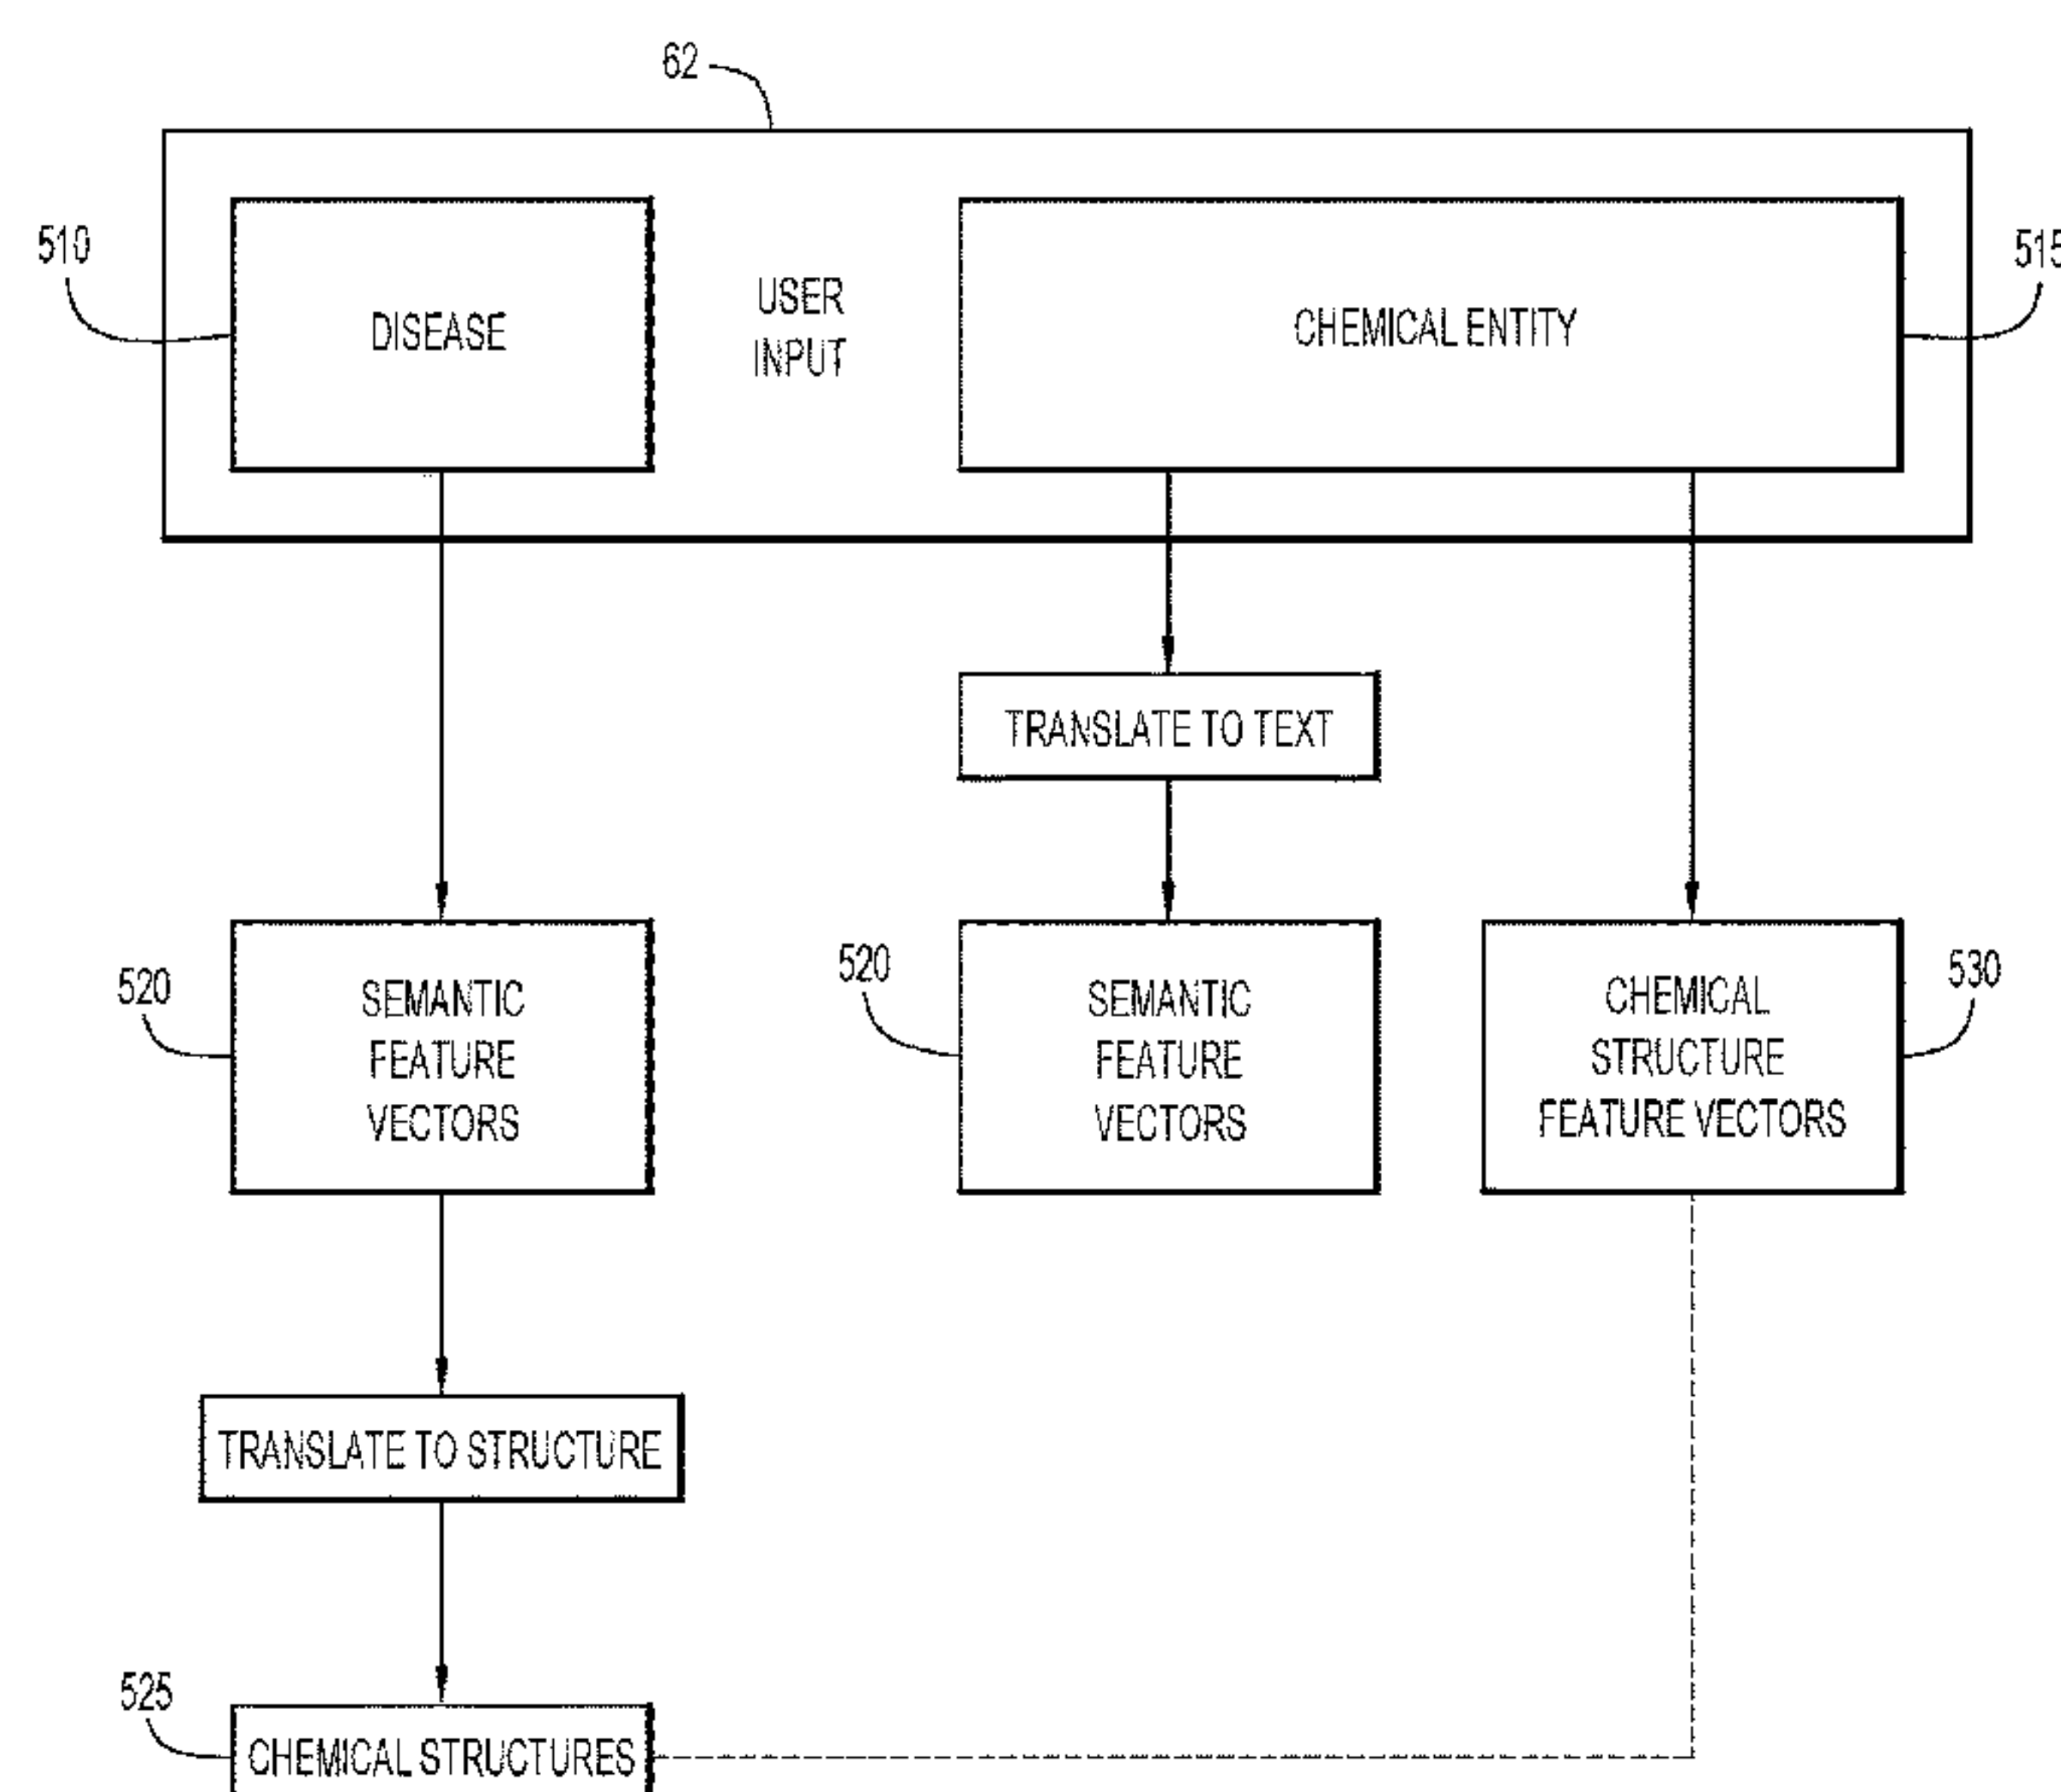 62
510
DISEASE
USER
INPUT
CHEMICAL ENTITY
515
TRANSLATE TO TEXT
520
SEMANTIC
FEATURE
VECTORS
520
SEMANTIC
FEATURE
VECTORS
CHEMICAL
STRUCTURE
FEATURE VECTORS
530
TRANSLATE TO STRUCTURE
525
CHEMICAL STRUCTURES